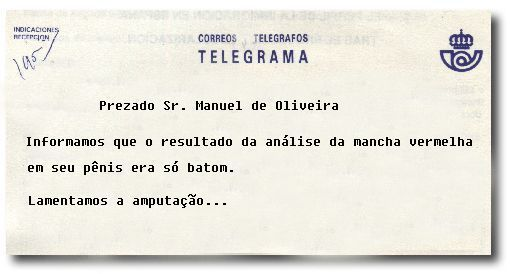 INDICACIONES
RECEPCION
CORREOS TELEGRAFOS
TELEGRAMA
Prezado Sr. Manuel de Oliveira
Informamos que o resultado da análise da mancha vermelha
em seu pênis era só batom.
Lamentamos a amputação...